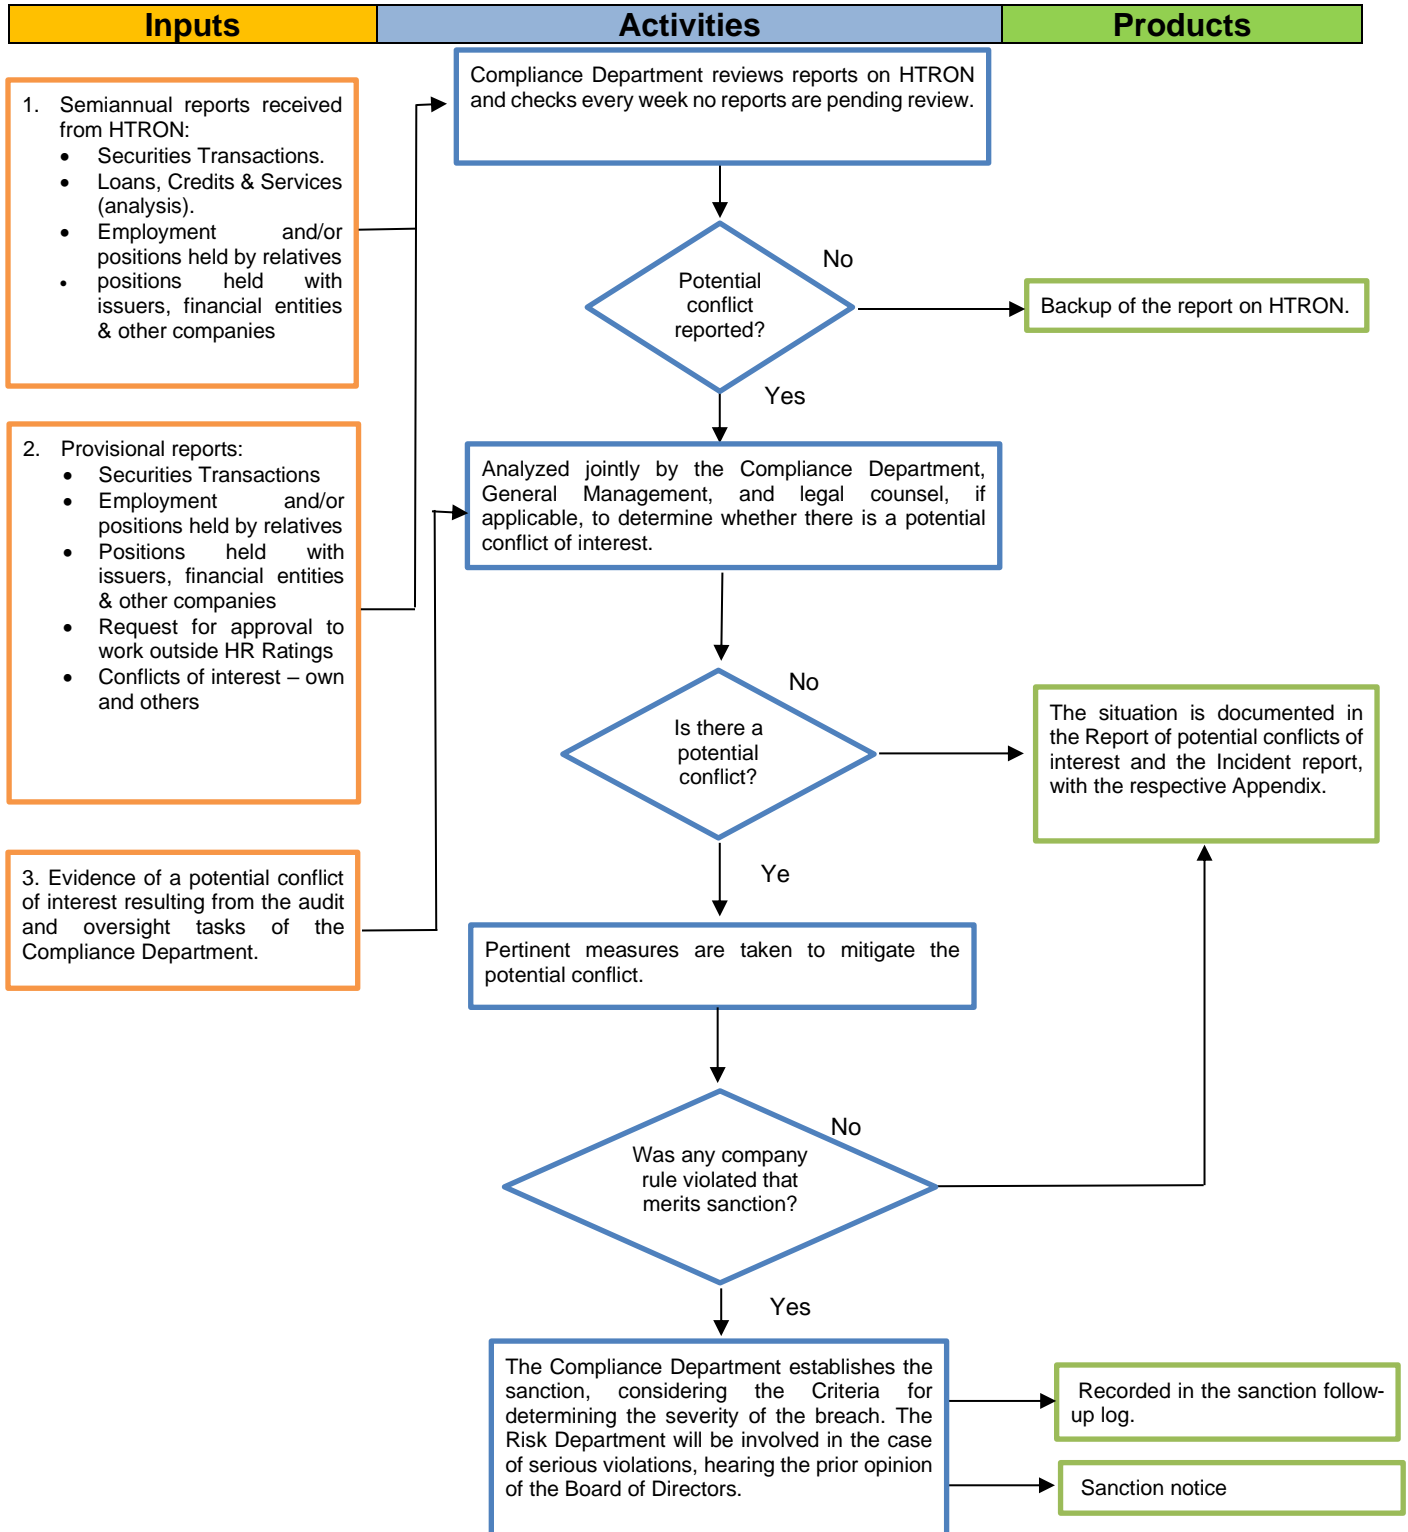 Inputs
Activities
Products
1. Semiannual reports received
from HTRON:
• Securities Transactions.
• Loans, Credits & Services
(analysis).
• Employment and/or
positions held by relatives
• positions held with
issuers, financial entities
& other companies
2. Provisional reports:
• Securities Transactions
• Employment and/or
positions held by relatives
• Positions held with
issuers, financial entities
& other companies
• Request for approval to
work outside HR Ratings
• Conflicts of interest – own
and others
3. Evidence of a potential conflict
of interest resulting from the audit
and oversight tasks of the
Compliance Department.
Compliance Department reviews reports on HTRON
and checks every week no reports are pending review.
Potential
conflict
reported?
No
Backup of the report on HTRON.
Yes
Analyzed jointly by the Compliance Department,
General Management, and legal counsel, if
applicable, to determine whether there is a potential
conflict of interest.
Is there a
potential
conflict?
No
The situation is documented in
the Report of potential conflicts of
interest and the Incident report,
with the respective Appendix.
Ye
Pertinent measures are taken to mitigate the
potential conflict.
Was any company
rule violated that
merits sanction?
No
Yes
The Compliance Department establishes the
sanction, considering the Criteria for
determining the severity of the breach. The
Risk Department will be involved in the case
of serious violations, hearing the prior opinion
of the Board of Directors.
Recorded in the sanction follow-
up log.
Sanction notice